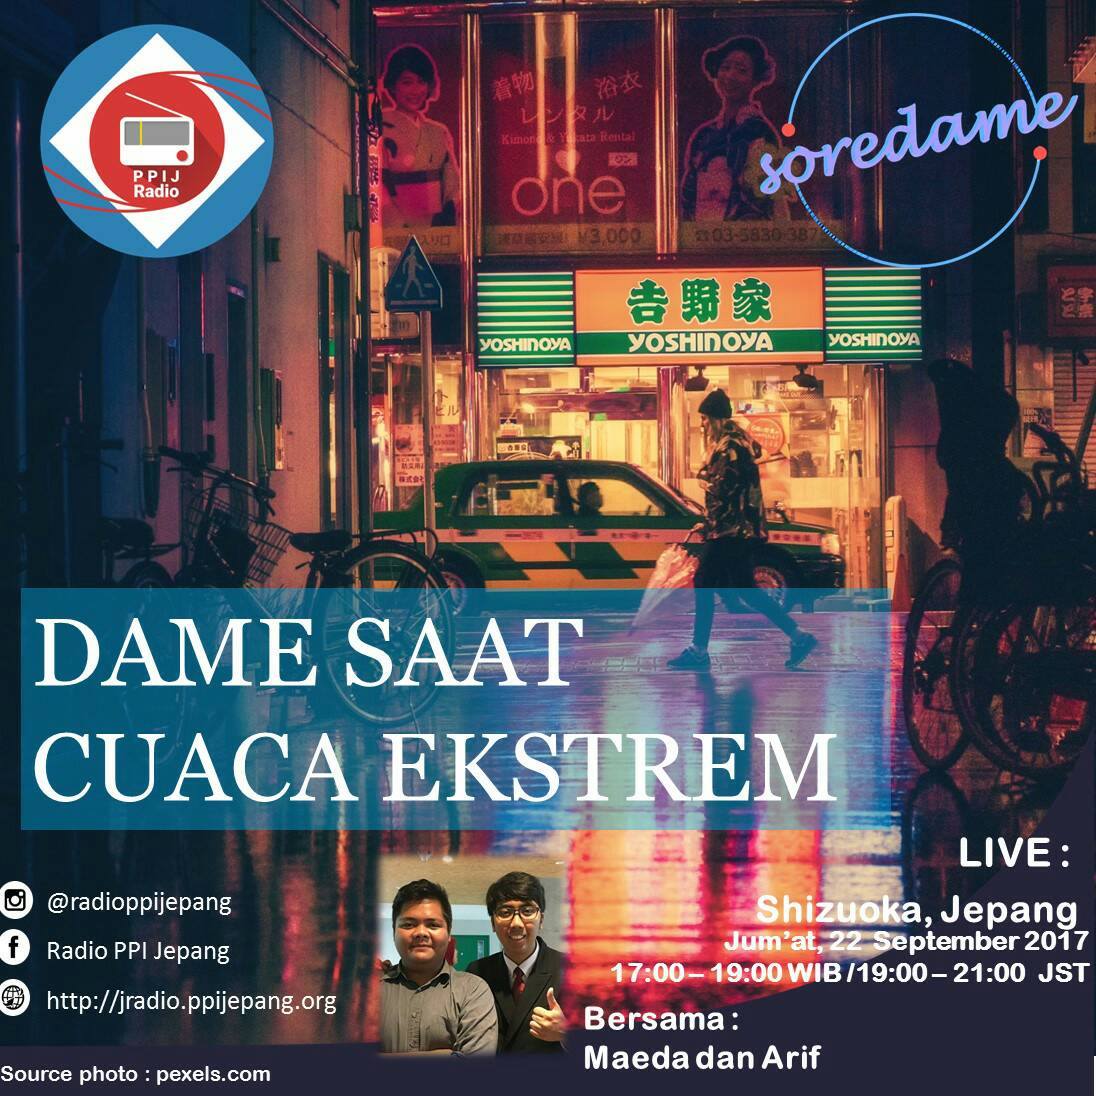 PPIJ
Radio
soredame
着物 浴衣
レンタル
Kimono & Yukata Rental
one
¥3,000
吉野家
YOSHINOYA
YOSHINOYA
YOSHINOYA
DAME SAAT
CUACA EKSTREM
LIVE :
Shizuoka, Jepang
Jum'at, 22 September 2017
17:00 – 19:00 WIB / 19:00 – 21:00 JST
@radioppijepang
Radio PPI Jepang
http://jradio.ppijepang.org
Bersama :
Maeda dan Arif
Source photo : pexels.com